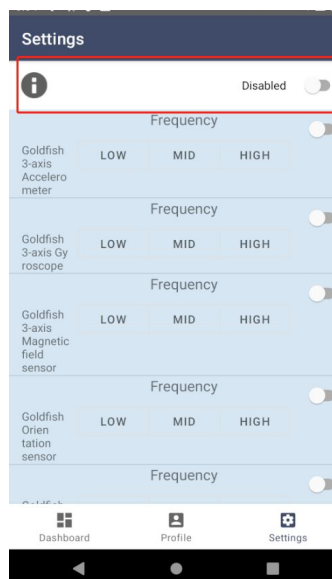 Settings
Disabled
Frequency
Goldfish
3-axis
Accelero
meter
LOW MID HIGH
Frequency
Goldfish
3-axis Gy
roscope
LOW MID HIGH
Frequency
Goldfish
3-axis
Magnetic
field
sensor
LOW MID HIGH
Frequency
Goldfish
Orien
tation
sensor
LOW MID HIGH
Frequency
Dashboard Profile Settings